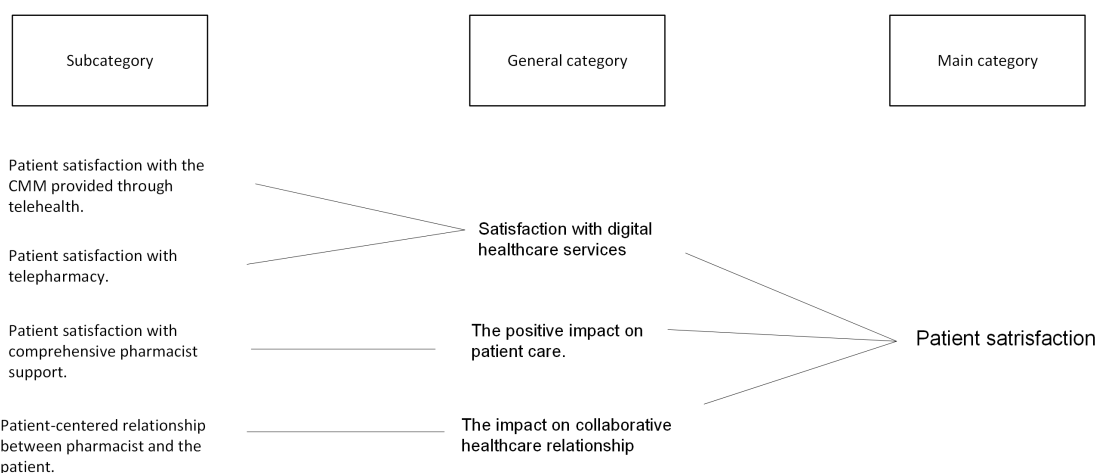 Subcategory
General category
Main category
Patient satisfaction with the
CMM provided through
telehealth.
Patient satisfaction with
telepharmacy.
Patient satisfaction with
comprehensive pharmacist
support.
Patient-centered relationship
between pharmacist and the
patient.
Satisfaction with digital
healthcare services
The positive impact on
patient care.
The impact on collaborative
healthcare relationship
Patient satrisfaction